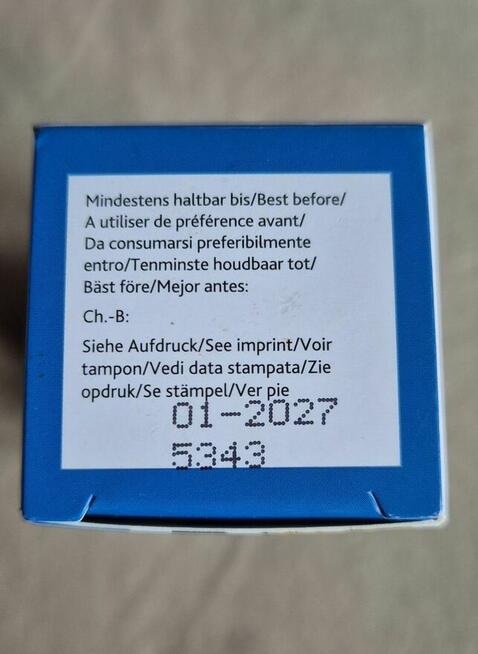 Mindestens haltbar bis/Best before/
A utiliser de préférence avant/
Da consumarsi preferibilmente
entro/Tenminste houdbaar tot/
Bäst före/Mejor antes:
Ch.-B:
Siehe Aufdruck/See imprint/Voir
tampon/Vedi data stampata/Zie
opdruk/Se stämpel/Ver pie
01-2027
5343